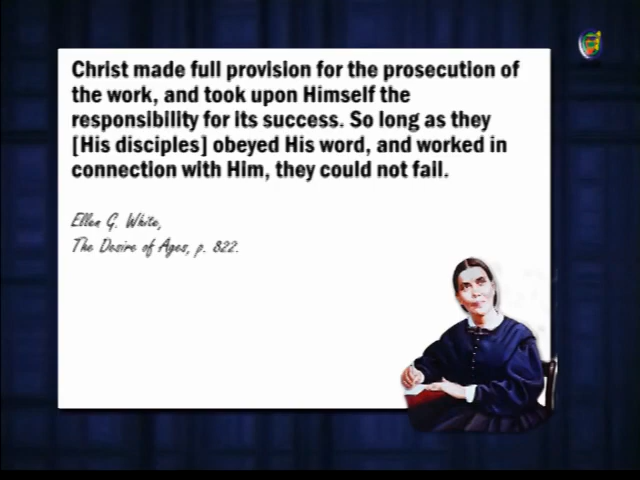 Christ made full provision for the prosecution of
the work, and took upon Himself the
responsibility for its success. So long as they
[His disciples] obeyed His word, and worked in
connection with Him, they could not fail.
Ellen G. White,
The Desire of Ages, p. 822.